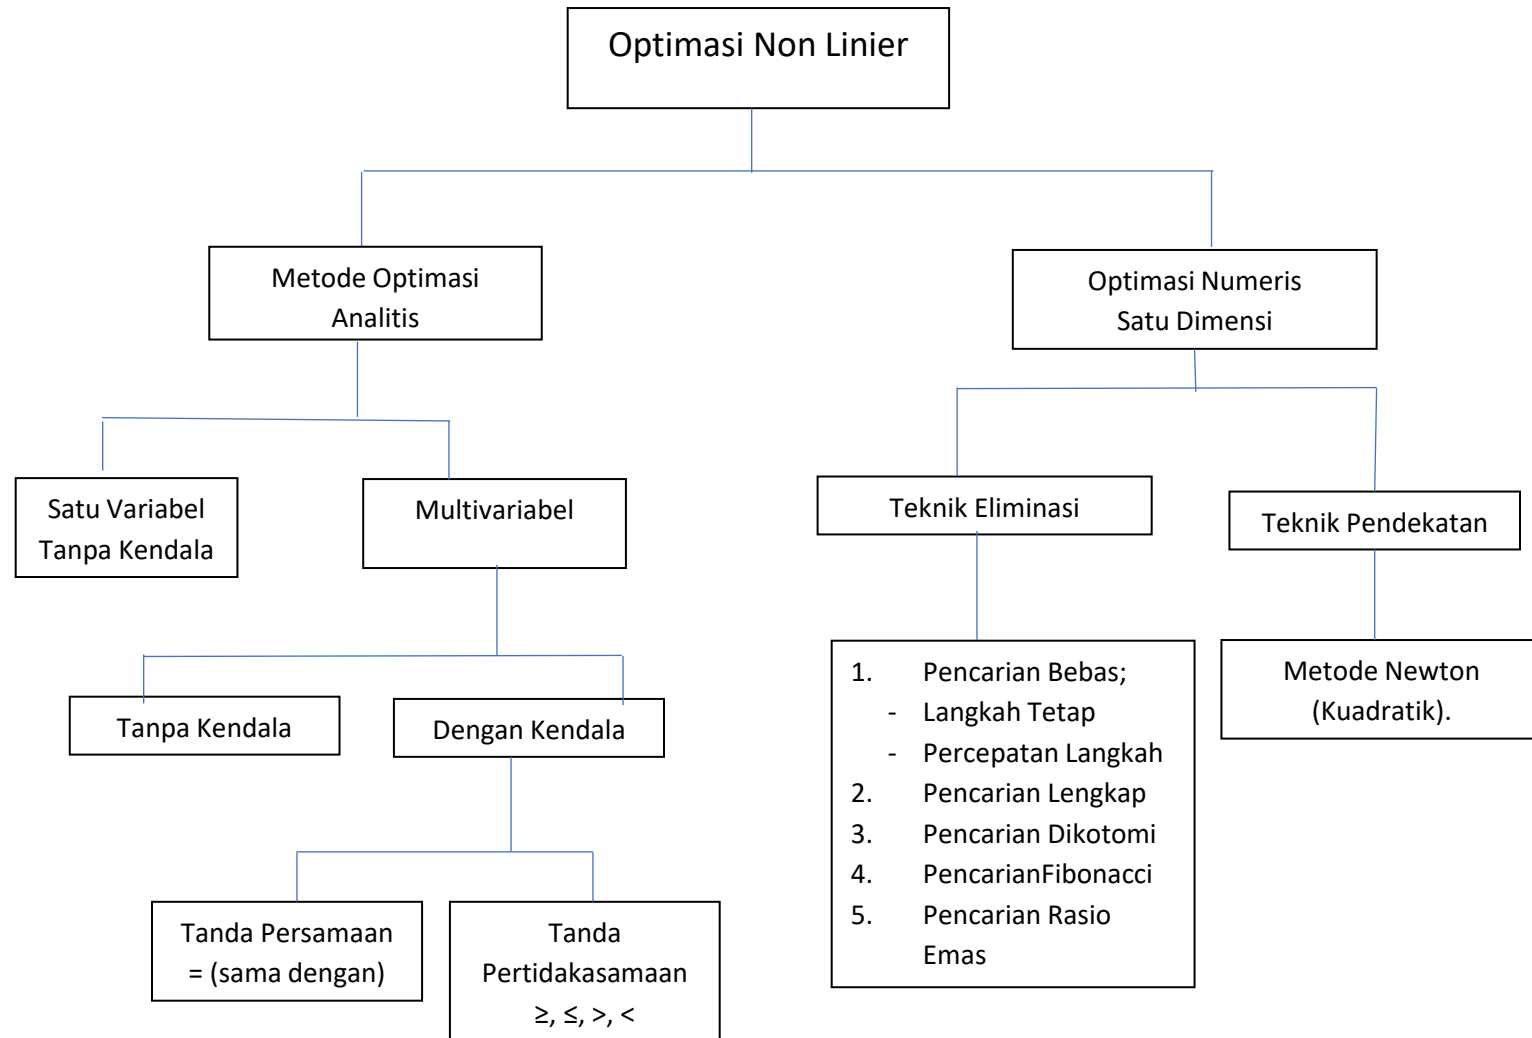 Optimasi Non Linier
Metode Optimasi
Analitis
Optimasi Numeris
Satu Dimensi
Satu Variabel
Tanpa Kendala
Multivariabel
Teknik Eliminasi
Teknik Pendekatan
Tanpa Kendala
Dengan Kendala
1. Pencarian Bebas;
- Langkah Tetap
- Percepatan Langkah
2. Pencarian Lengkap
3. Pencarian Dikotomi
4. PencarianFibonacci
5. Pencarian Rasio
Emas
Metode Newton
(Kuadratik).
Tanda Persamaan
= (sama dengan)
Tanda
Pertidakasamaan
≥, ≤, >, <